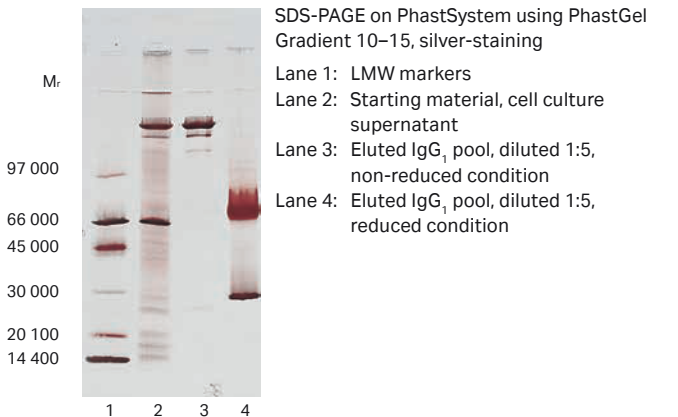 SDS-PAGE on PhastSystem using PhastGel
Gradient 10–15, silver-staining
Lane 1: LMW markers
Lane 2: Starting material, cell culture
supernatant
Lane 3: Eluted IgG₁ pool, diluted 1:5,
non-reduced condition
Lane 4: Eluted IgG₁ pool, diluted 1:5,
reduced condition
Mr
97 000
66 000
45 000
30 000
20 100
14 400
1 2 3 4